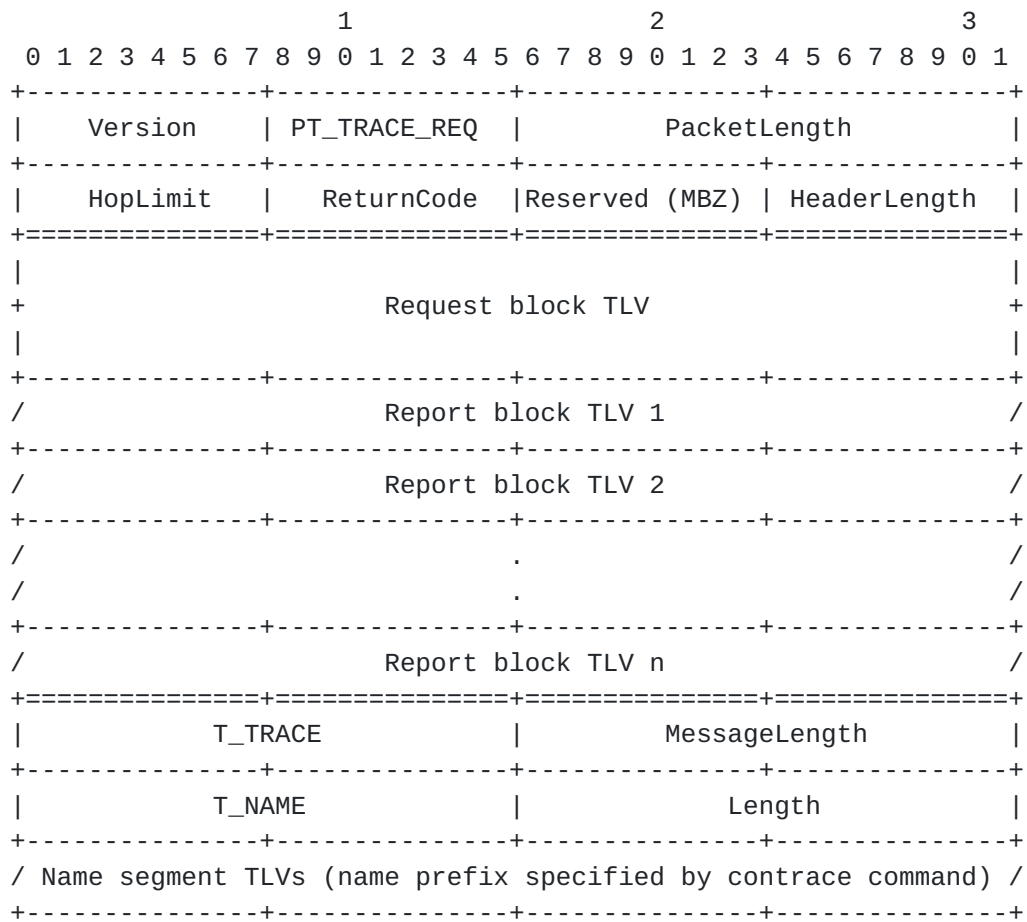 1                   2                   3
 0 1 2 3 4 5 6 7 8 9 0 1 2 3 4 5 6 7 8 9 0 1 2 3 4 5 6 7 8 9 0 1
+---------------+---------------+---------------+---------------+
|    Version    | PT_TRACE_REQ  |         PacketLength          |
+---------------+---------------+---------------+---------------+
|    HopLimit   |   ReturnCode  |Reserved (MBZ) | HeaderLength  |
+===============+===============+===============+===============+
|                                                               |
+                       Request block TLV                       +
|                                                               |
+---------------+---------------+---------------+---------------+
/                       Report block TLV 1                      /
+---------------+---------------+---------------+---------------+
/                       Report block TLV 2                      /
+---------------+---------------+---------------+---------------+
/                               .                               /
/                               .                               /
+---------------+---------------+---------------+---------------+
/                       Report block TLV n                      /
+===============+===============+===============+===============+
|            T_TRACE            |         MessageLength         |
+---------------+---------------+---------------+---------------+
|            T_NAME             |             Length            |
+---------------+---------------+---------------+---------------+
/ Name segment TLVs (name prefix specified by contrace command) /
+---------------+---------------+---------------+---------------+